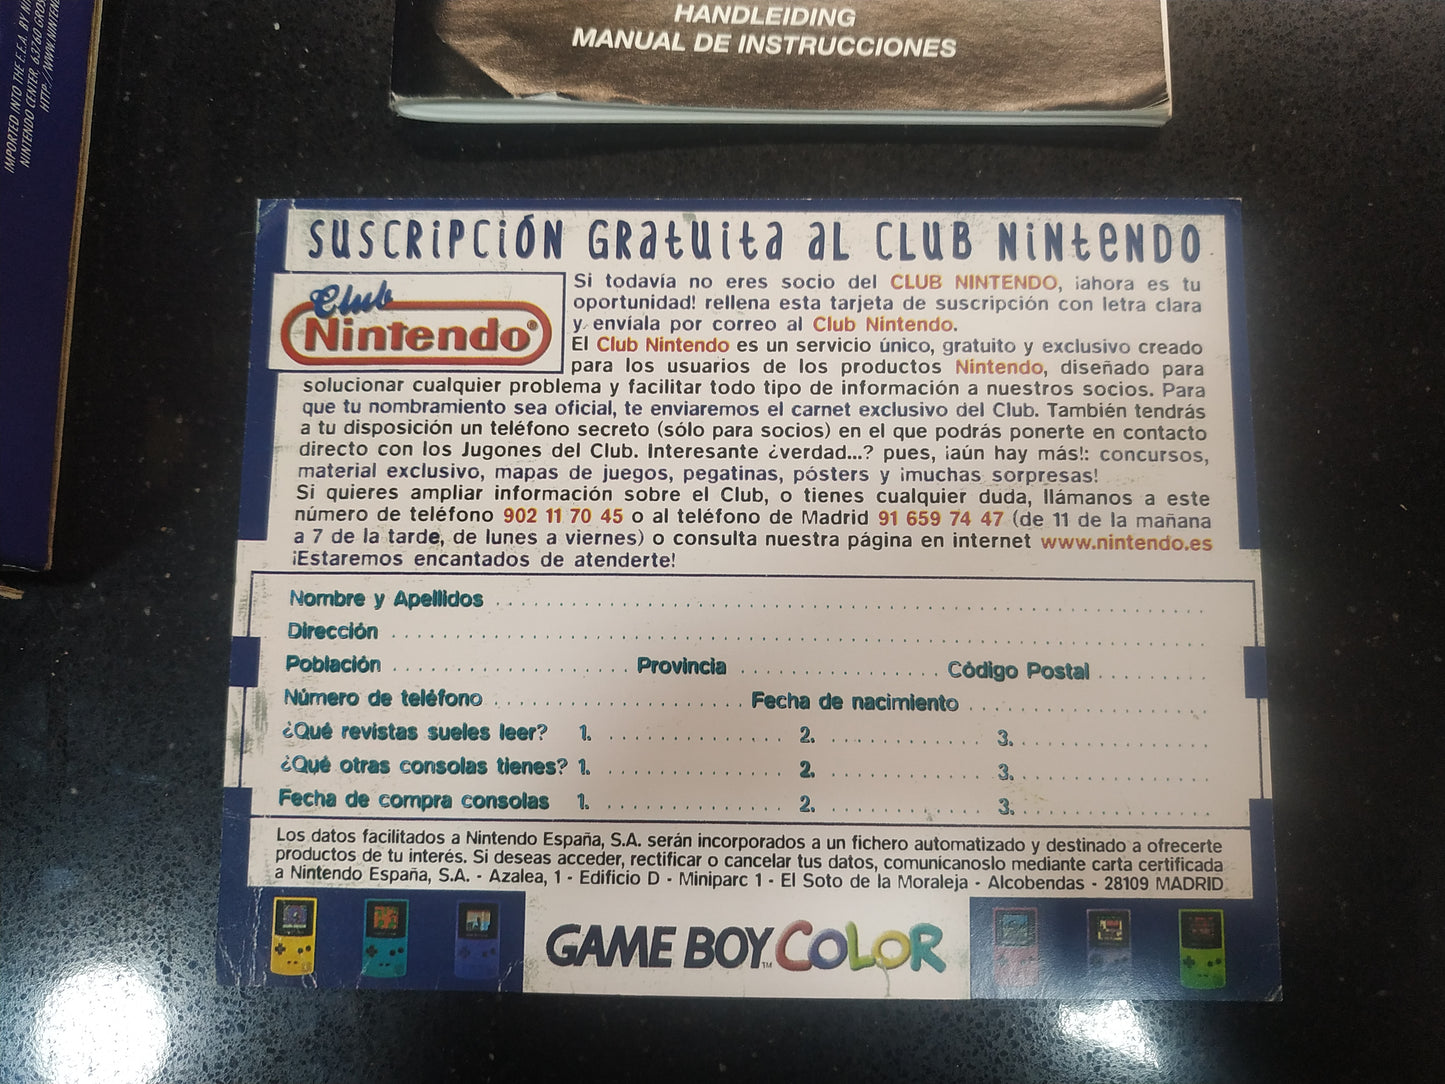 IMPORTED INTO THE E.E.A. BY
NINTENDO CENTER, 63760
HTTP://WWW.NINTEN
HANDLEIDING
MANUAL DE INSTRUCCIONES
SUSCRIPCIÓN GRatUita aL CLUB NiNteNDO
Club
Nintendo®
Si todavía no eres socio del CLUB NINTENDO, ¡ahora es tu
oportunidad! rellena esta tarjeta de suscripción con letra clara
y envíala por correo al Club Nintendo.
El Club Nintendo es un servicio único, gratuito y exclusivo creado
para los usuarios de los productos Nintendo, diseñado para
solucionar cualquier problema y facilitar todo tipo de información a nuestros socios. Para
que tu nombramiento sea oficial, te enviaremos el carnet exclusivo del Club. También tendrás
a tu disposición un teléfono secreto (sólo para socios) en el que podrás ponerte en contacto
directo con los Jugones del Club. Interesante ¿verdad...? pues, ¡aún hay más!: concursos,
material exclusivo, mapas de juegos, pegatinas, pósters y ¡muchas sorpresas!
Si quieres ampliar información sobre el Club, o tienes cualquier duda, llámanos a este
número de teléfono 902 11 70 45 o al teléfono de Madrid 91 659 74 47 (de 11 de la mañana
a 7 de la tarde, de lunes a viernes) o consulta nuestra página en internet www.nintendo.es
¡Estaremos encantados de atenderte!
Nombre y Apellidos
Dirección
Población Provincia Código Postal
Número de teléfono Fecha de nacimiento
¿Qué revistas sueles leer? 1. 2. 3.
¿Qué otras consolas tienes? 1. 2. 3.
Fecha de compra consolas 1. 2. 3.
Los datos facilitados a Nintendo España, S.A. serán incorporados a un fichero automatizado y destinado a ofrecerte
productos de tu interés. Si deseas acceder, rectificar o cancelar tus datos, comunícanoslo mediante carta certificada
a Nintendo España, S.A. - Azalea, 1 - Edificio D - Miniparc 1 - El Soto de la Moraleja - Alcobendas - 28109 MADRID
GAME BOY COLOR